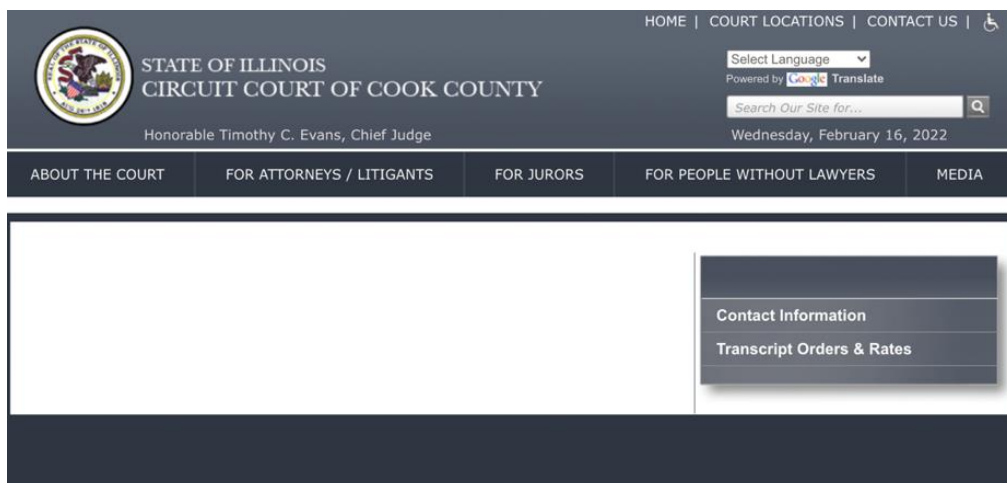 HOME | COURT LOCATIONS | CONTACT US |
STATE OF ILLINOIS
CIRCUIT COURT OF COOK COUNTY
Select Language
Powered by Google Translate
Search Our Site for...
Honorable Timothy C. Evans, Chief Judge
Wednesday, February 16, 2022
ABOUT THE COURT
FOR ATTORNEYS / LITIGANTS
FOR JURORS
FOR PEOPLE WITHOUT LAWYERS
MEDIA
Contact Information
Transcript Orders & Rates